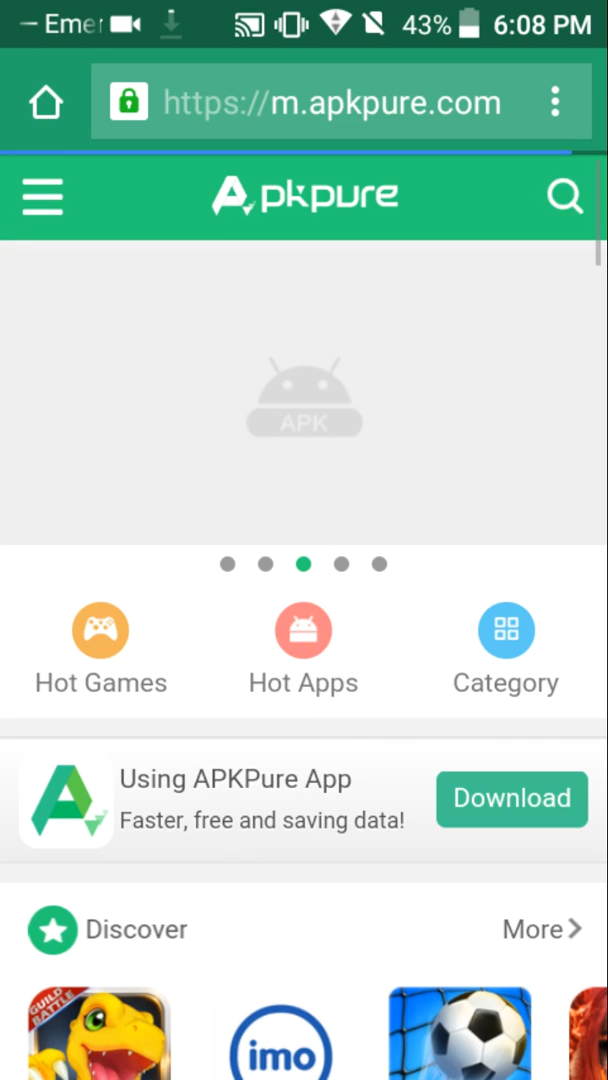 — Emer 43% 6:08 PM
https://m.apkpure.com
Apkpure
APK
Hot Games Hot Apps Category
Using APKPure App
Faster, free and saving data!
Download
Discover More
GUILD
BATTLE
imo